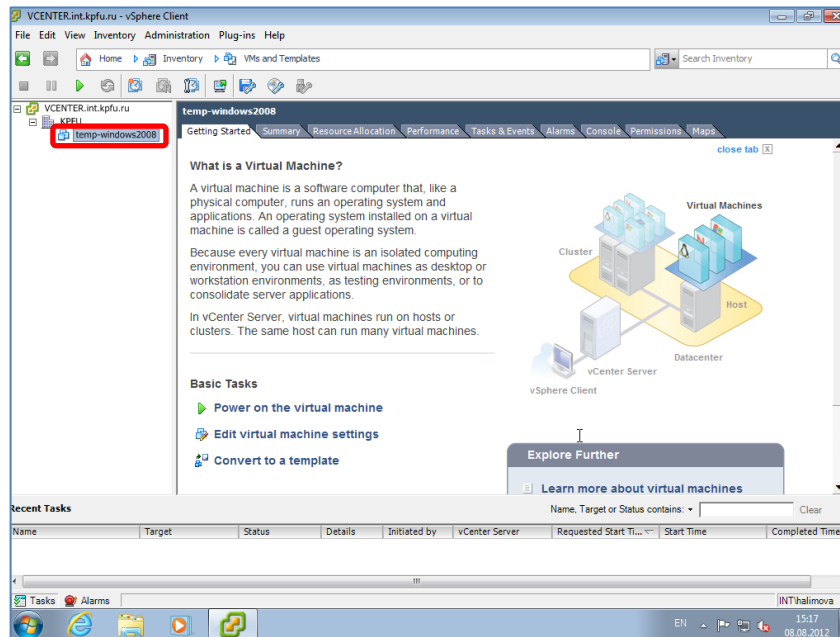 VCENTER.int.kpfu.ru - vSphere Client
File Edit View Inventory Administration Plug-ins Help
Home Inventory VMs and Templates
Search Inventory
VCENTER.int.kpfu.ru
KPFU
temp-windows2008
temp-windows2008
Getting Started Summary Resource Allocation Performance Tasks & Events Alarms Console Permissions Maps
close tab X
What is a Virtual Machine?
A virtual machine is a software computer that, like a
physical computer, runs an operating system and
applications. An operating system installed on a virtual
machine is called a guest operating system.
Because every virtual machine is an isolated computing
environment, you can use virtual machines as desktop or
workstation environments, as testing environments, or to
consolidate server applications.
In vCenter Server, virtual machines run on hosts or
clusters. The same host can run many virtual machines.
Basic Tasks
Power on the virtual machine
Edit virtual machine settings
Convert to a template
Virtual Machines
Cluster
Host
Datacenter
vCenter Server
vSphere Client
Explore Further
Learn more about virtual machines
Recent Tasks
Name, Target or Status contains:
Clear
Name Target Status Details Initiated by vCenter Server Requested Start Ti... Start Time Completed Time
Tasks Alarms
INT\halimova
EN
15:17
08.08.2012